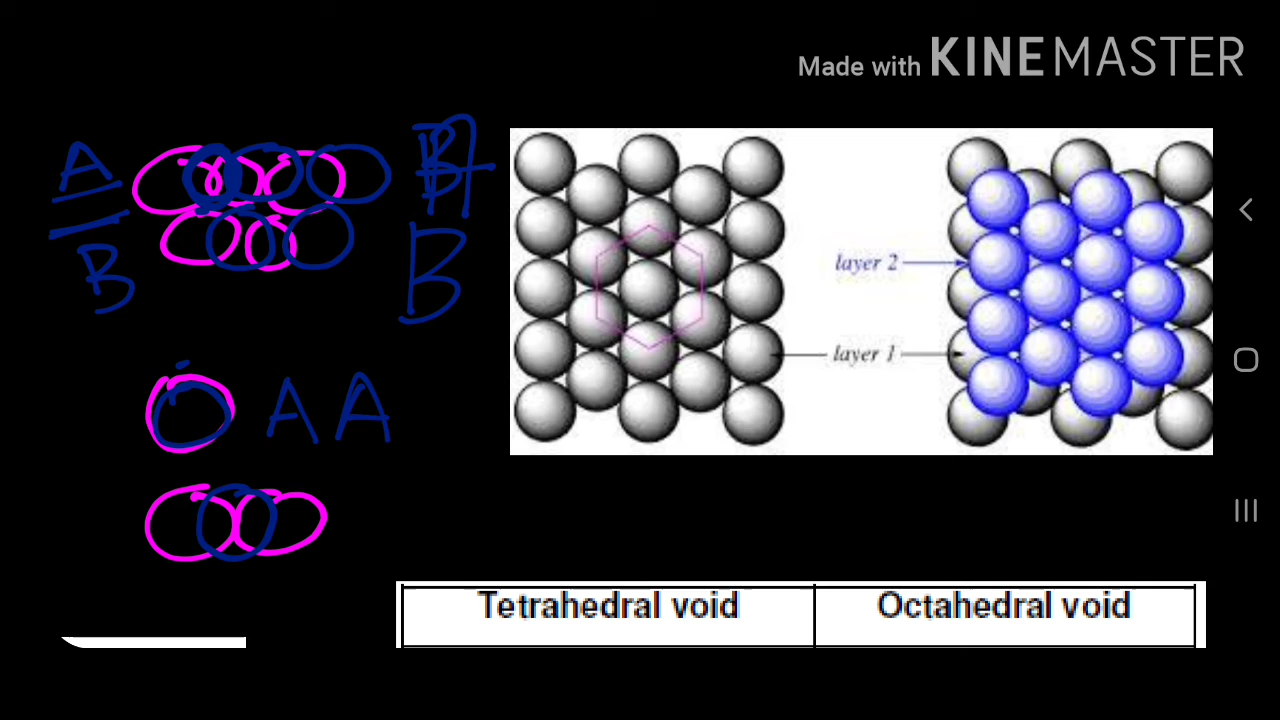 Made with KINEMASTER
A
B
B
layer 2
layer 1
A A
Tetrahedral void
Octahedral void